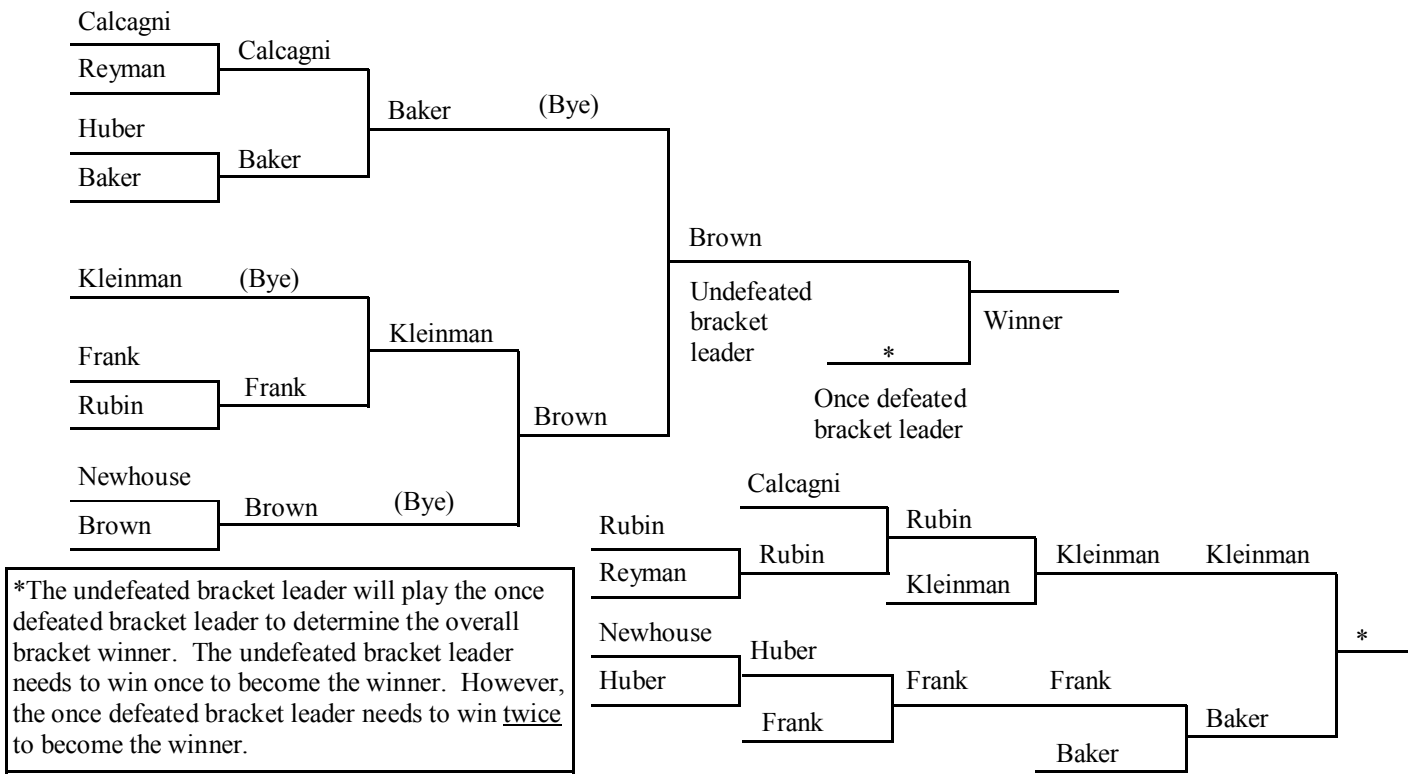 Calcagni
Reyman
Calcagni
Huber
Baker
Baker
Baker (Bye)
Kleinman (Bye)
Frank
Rubin
Frank
Kleinman
Newhouse
Brown
Brown (Bye)
Brown
Brown
Undefeated
bracket
leader
*
Once defeated
bracket leader
Winner
Rubin
Reyman
Calcagni
Rubin
Rubin
Kleinman
Kleinman Kleinman
Newhouse
Huber
Huber
Frank
Frank Frank
Baker
Baker
*
*The undefeated bracket leader will play the once
defeated bracket leader to determine the overall
bracket winner. The undefeated bracket leader
needs to win once to become the winner. However,
the once defeated bracket leader needs to win twice
to become the winner.